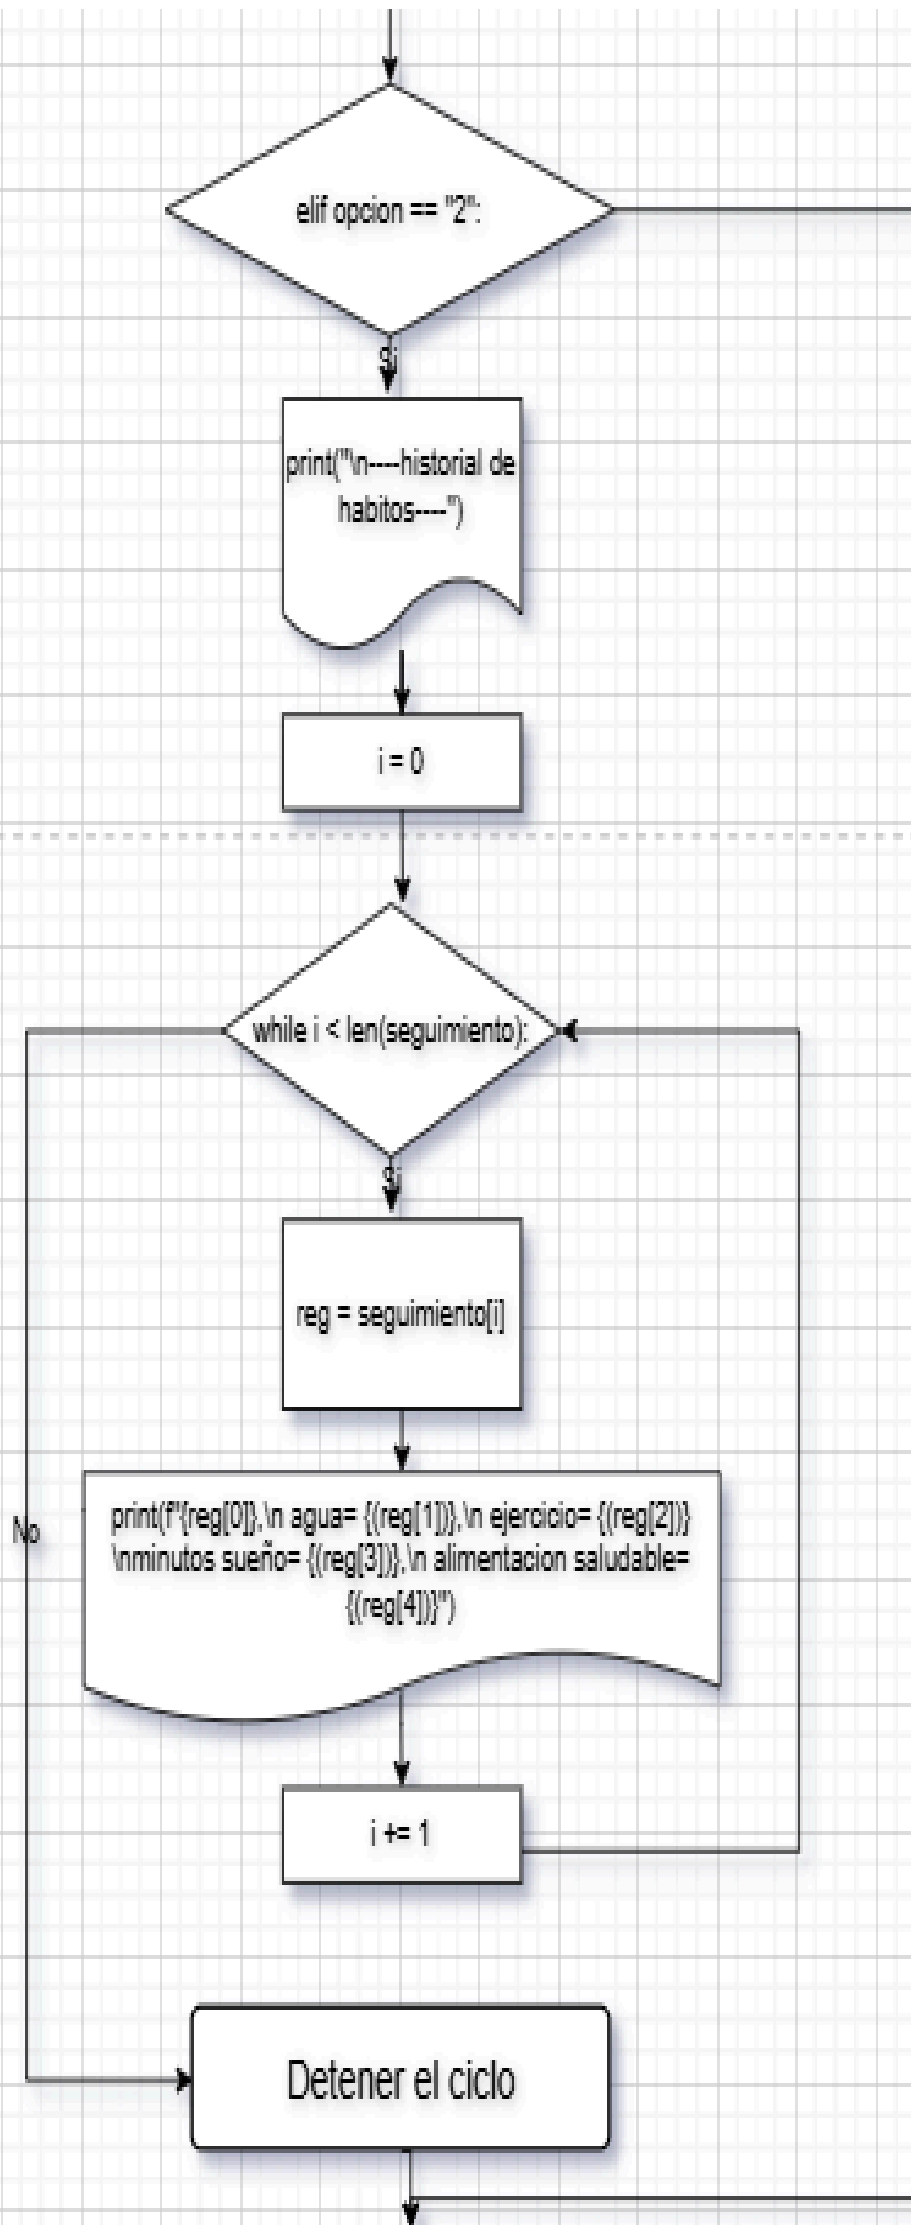 elif opcion == "2":
Si
print("\n----historial de
habitos----")
i = 0
while i < len(seguimiento):
Si
reg = seguimiento[i]
print(f"{reg[0]},\n agua= {(reg[1])},\n ejercicio= {(reg[2])}
\nminutos sueño= {(reg[3])},\n alimentacion saludable=
{(reg[4])}")
No
i += 1
Detener el ciclo